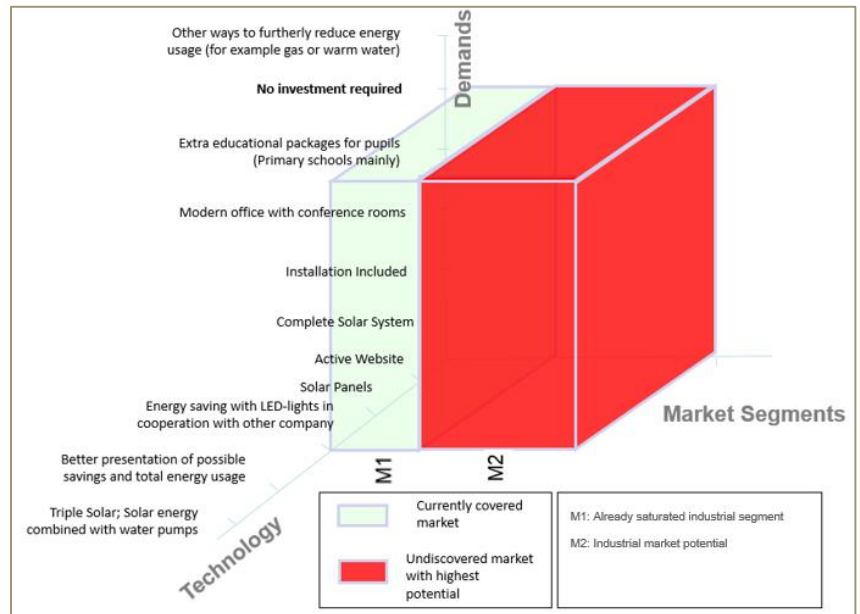 Other ways to furtherly reduce energy
usage (for example gas or warm water)
Demands
No investment required
Extra educational packages for pupils
(Primary schools mainly)
Modern office with conference rooms
Installation Included
Complete Solar System
Active Website
Solar Panels
Energy saving with LED-lights in
cooperation with other company
Better presentation of possible
savings and total energy usage
Triple Solar; Solar energy
combined with water pumps
Technology
Market Segments
M1
M2
Currently covered
market
Undiscovered market
with highest
potential
M1: Already saturated industrial segment
M2: Industrial market potential